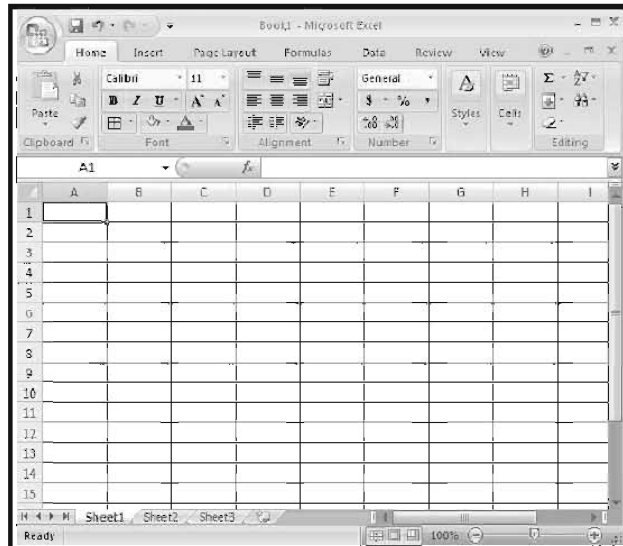 Book1 - Microsoft Excel
Home Insert Page Layout Formulas Data Review View
Calibri 11 General Σ
Paste B I U A A $ % , Styles Cells
Clipboard Font Alignment Number Editing
A1 fx
A B C D E F G H I
1
2
3
4
5
6
7
8
9
10
11
12
13
14
15
Sheet1 Sheet2 Sheet3
Ready 100%